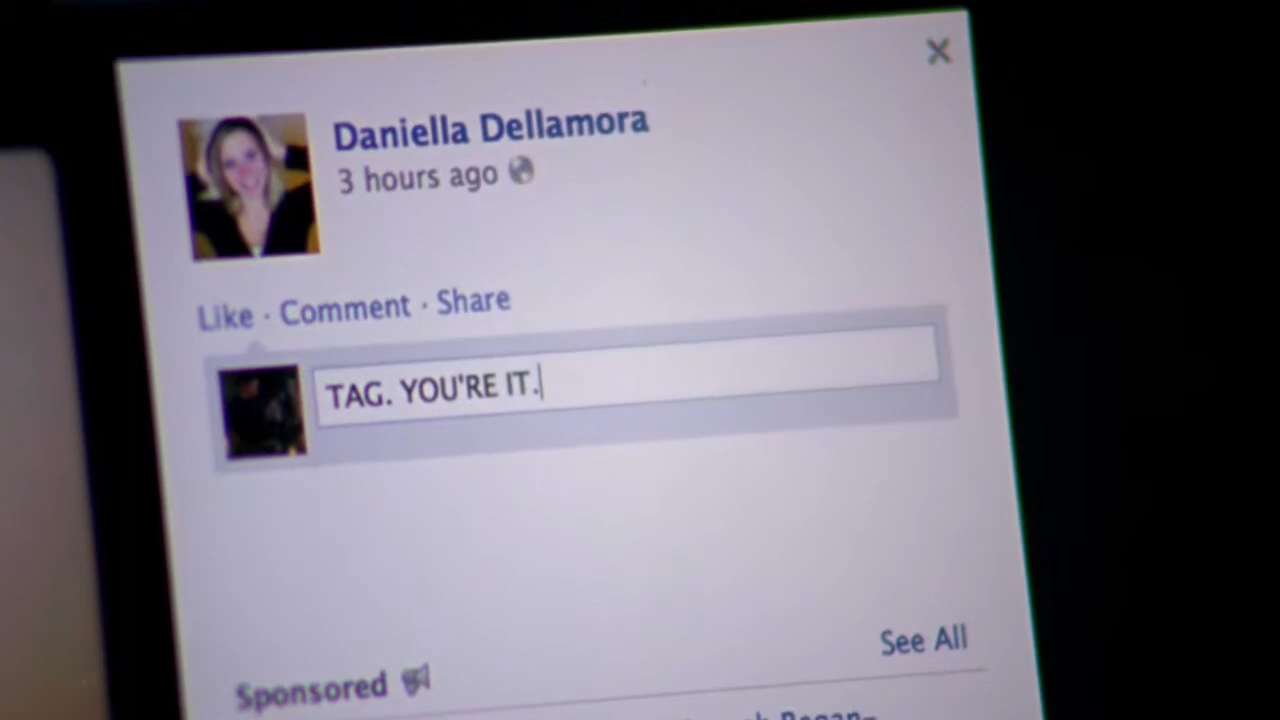 Daniella Dellamora
3 hours ago
Like · Comment · Share
TAG. YOU'RE IT.
See All
Sponsored